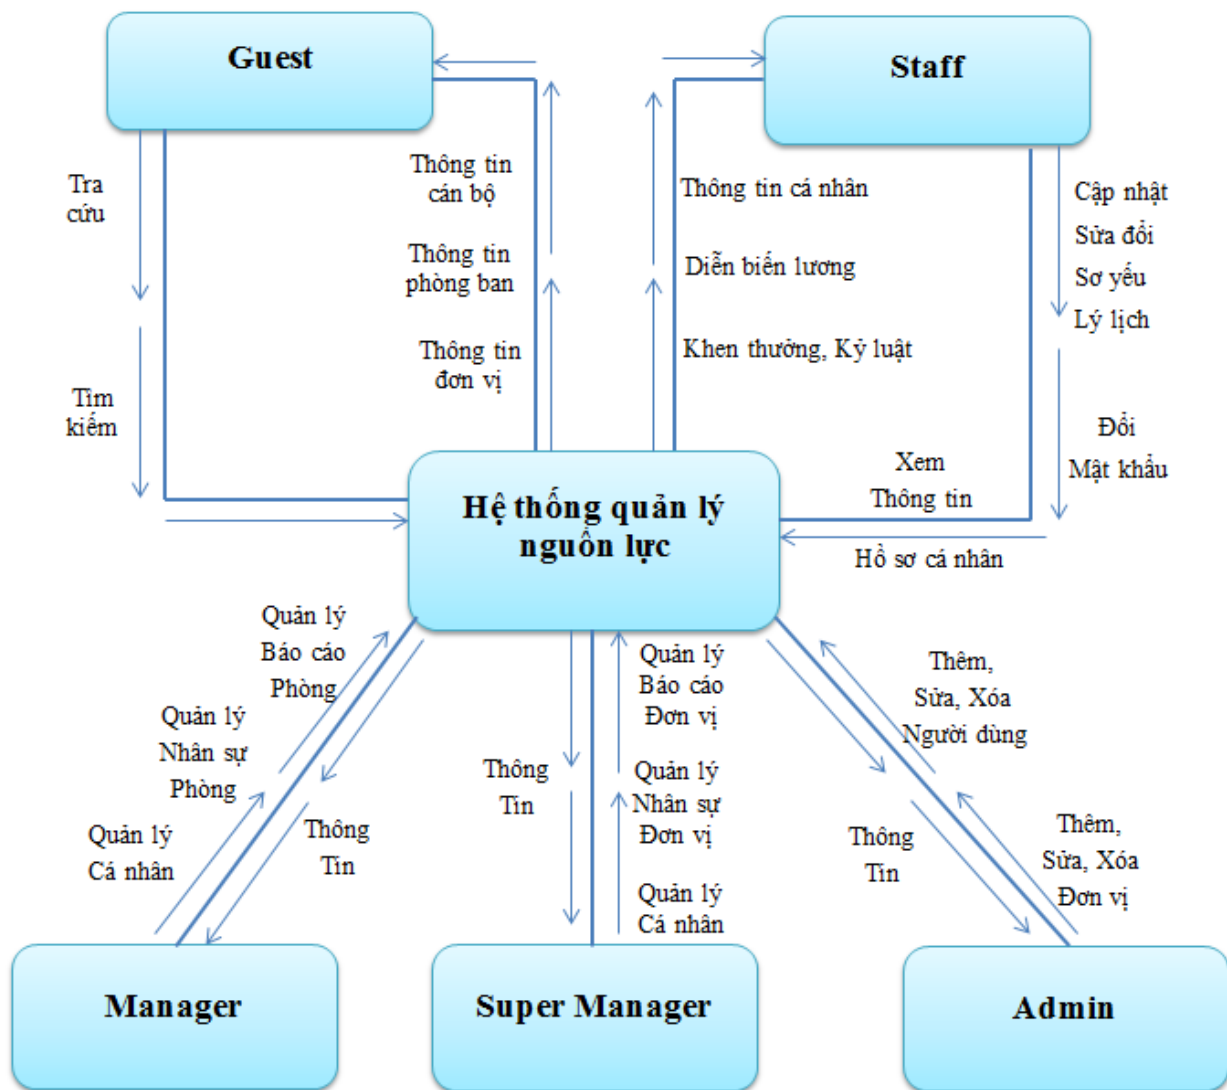 Guest
Staff
Tra
cứu
Tìm
kiếm
Thông tin
cán bộ
Thông tin
phòng ban
Thông tin
đơn vị
Thông tin cá nhân
Diễn biến lương
Khen thưởng, Kỷ luật
Cập nhật
Sửa đổi
Sơ yếu
Lý lịch
Đổi
Mật khẩu
Xem
Thông tin
Hồ sơ cá nhân
Hệ thống quản lý
nguồn lực
Quản lý
Báo cáo
Phòng
Quản lý
Nhân sự
Phòng
Quản lý
Cá nhân
Thông
Tin
Thông
Tin
Quản lý
Báo cáo
Đơn vị
Quản lý
Nhân sự
Đơn vị
Quản lý
Cá nhân
Thêm,
Sửa, Xóa
Người dùng
Thông
Tin
Thêm,
Sửa, Xóa
Đơn vị
Manager
Super Manager
Admin